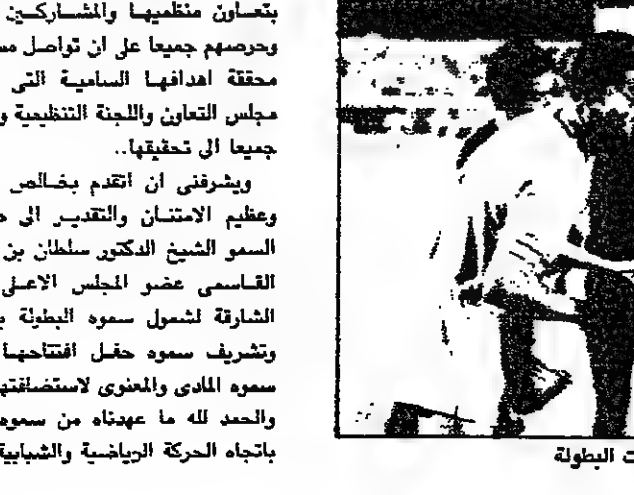 بتعاون منظميها والمشاركين
وحرصهم جميعا على ان تواصل
محققة اهدافها السامية التى
مجلس التعاون واللجنة التنظيمية
جميعا الى تحقيقها..
ويشرفنى ان اتقدم بخالص
وعظيم الامتنان والتقدير الى
السمو الشيخ الدكتور سلطان بن
القاسمى عضو المجلس الاعلى
الشارقة لشمول سموه البطولة
وتشريف سموه حفل افتتاحها
سموه المادى والمعنوى لاستضافتها
والحمد لله ما عهدناه من سموه
باتجاه الحركة الرياضية والشبابية
ت البطولة